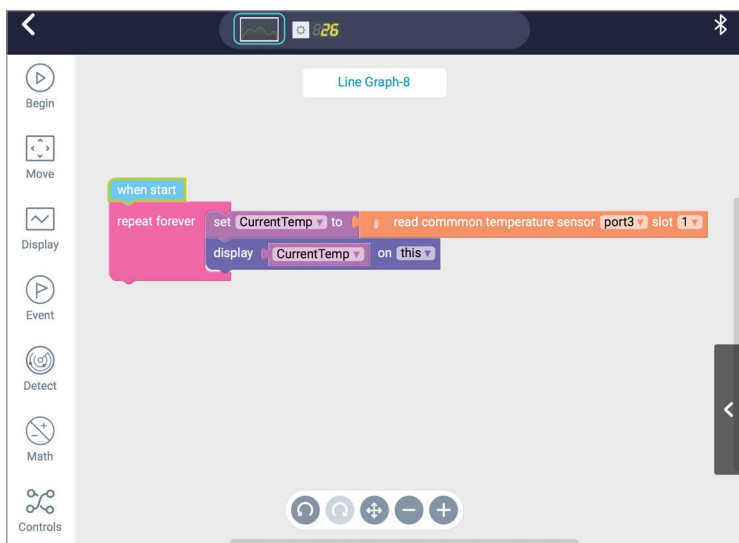 26
Line Graph-8
Begin
Move
Display
Event
Detect
Math
Controls
when start
repeat forever
set CurrentTemp to read commmon temperature sensor port3 slot 1
display CurrentTemp on this